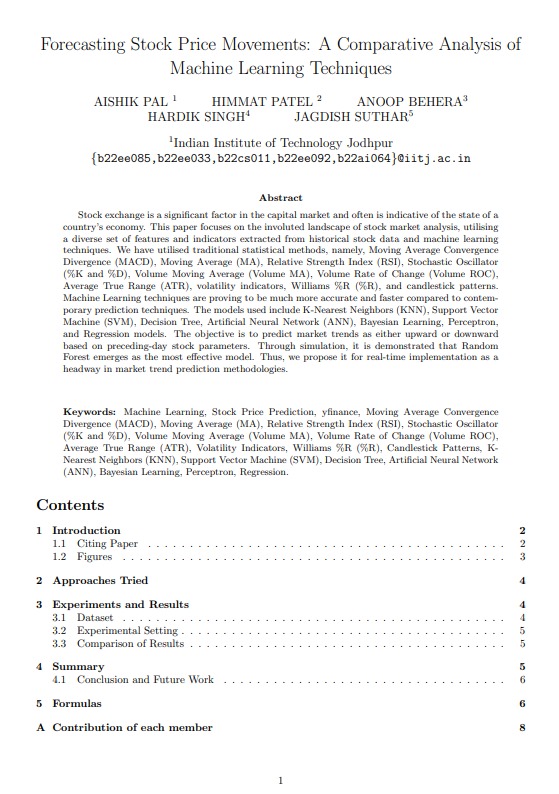 Forecasting Stock Price Movements: A Comparative Analysis of
Machine Learning Techniques
AISHIK PAL 1 HIMMAT PATEL 2 ANOOP BEHERA3
HARDIK SINGH4 JAGDISH SUTHAR5
1Indian Institute of Technology Jodhpur
{b22ee085,b22ee033,b22cs011,b22ee092,b22ai064}@iitj.ac.in
Abstract
Stock exchange is a significant factor in the capital market and often is indicative of the state of a
country's economy. This paper focuses on the involuted landscape of stock market analysis, utilising
a diverse set of features and indicators extracted from historical stock data and machine learning
techniques. We have utilised traditional statistical methods, namely, Moving Average Convergence
Divergence (MACD), Moving Average (MA), Relative Strength Index (RSI), Stochastic Oscillator
(%K and %D), Volume Moving Average (Volume MA), Volume Rate of Change (Volume ROC),
Average True Range (ATR), volatility indicators, Williams %R (%R), and candlestick patterns.
Machine Learning techniques are proving to be much more accurate and faster compared to contem-
porary prediction techniques. The models used include K-Nearest Neighbors (KNN), Support Vector
Machine (SVM), Decision Tree, Artificial Neural Network (ANN), Bayesian Learning, Perceptron,
and Regression models. The objective is to predict market trends as either upward or downward
based on preceding-day stock parameters. Through simulation, it is demonstrated that Random
Forest emerges as the most effective model. Thus, we propose it for real-time implementation as a
headway in market trend prediction methodologies.
Keywords: Machine Learning, Stock Price Prediction, yfinance, Moving Average Convergence
Divergence (MACD), Moving Average (MA), Relative Strength Index (RSI), Stochastic Oscillator
(%K and %D), Volume Moving Average (Volume MA), Volume Rate of Change (Volume ROC),
Average True Range (ATR), Volatility Indicators, Williams %R (%R), Candlestick Patterns, K-
Nearest Neighbors (KNN), Support Vector Machine (SVM), Decision Tree, Artificial Neural Network
(ANN), Bayesian Learning, Perceptron, Regression.
Contents
1 Introduction 2
1.1 Citing Paper . . . . . . . . . . . . . . . . . . . . . . . . . . . . . . . . . . . . . . . . . . 2
1.2 Figures . . . . . . . . . . . . . . . . . . . . . . . . . . . . . . . . . . . . . . . . . . . . . 3
2 Approaches Tried 4
3 Experiments and Results 4
3.1 Dataset . . . . . . . . . . . . . . . . . . . . . . . . . . . . . . . . . . . . . . . . . . . . . 4
3.2 Experimental Setting . . . . . . . . . . . . . . . . . . . . . . . . . . . . . . . . . . . . . . 5
3.3 Comparison of Results . . . . . . . . . . . . . . . . . . . . . . . . . . . . . . . . . . . . . 5
4 Summary 5
4.1 Conclusion and Future Work . . . . . . . . . . . . . . . . . . . . . . . . . . . . . . . . . 6
5 Formulas 6
A Contribution of each member 8
1